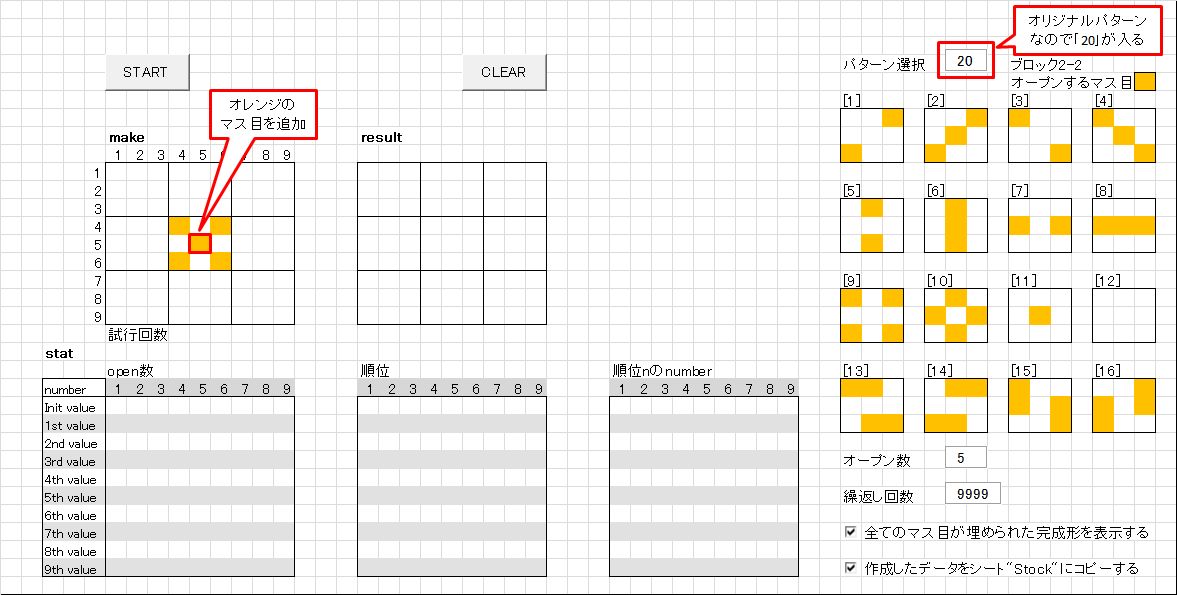 オリジナルパターン
なので「20」が入る
START
CLEAR
パターン選択
20
ブロック2-2
オープンするマス目
オレンジの
マス目を追加
make
result
1 2 3 4 5 6 7 8 9
1
2
3
4
5
6
7
8
9
試行回数
[1] [2] [3] [4]
[5] [6] [7] [8]
[9] [10] [11] [12]
[13] [14] [15] [16]
stat
open数
順位
順位nのnumber
number 1 2 3 4 5 6 7 8 9 1 2 3 4 5 6 7 8 9 1 2 3 4 5 6 7 8 9
Init value
1st value
2nd value
3rd value
4th value
5th value
6th value
7th value
8th value
9th value
オープン数 5
繰返し回数 9999
全てのマス目が埋められた完成形を表示する
作成したデータをシート"Stock"にコピーする